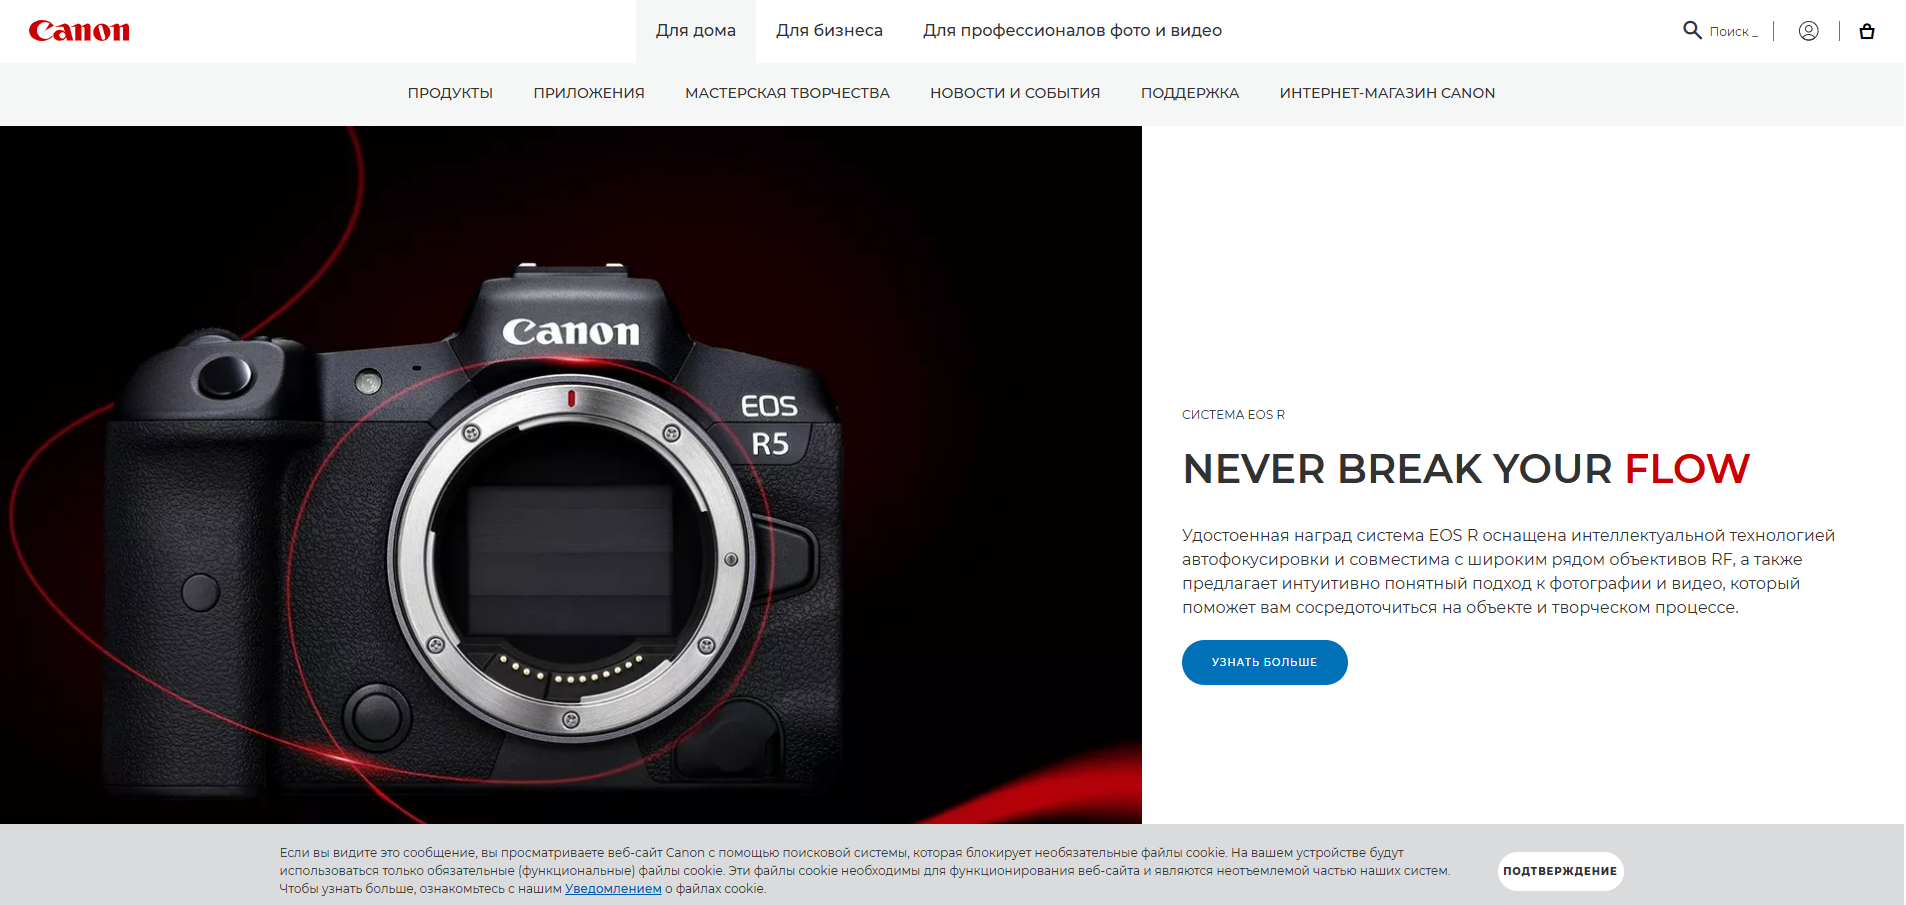 Canon
Для дома
Для бизнеса
Для профессионалов фото и видео
Поиск _
ПРОДУКТЫ
ПРИЛОЖЕНИЯ
МАСТЕРСКАЯ ТВОРЧЕСТВА
НОВОСТИ И СОБЫТИЯ
ПОДДЕРЖКА
ИНТЕРНЕТ-МАГАЗИН CANON
Canon
EOS
R5
СИСТЕМА EOS R
NEVER BREAK YOUR FLOW
Удостоенная наград система EOS R оснащена интеллектуальной технологией
автофокусировки и совместима с широким рядом объективов RF, а также
предлагает интуитивно понятный подход к фотографии и видео, который
поможет вам сосредоточиться на объекте и творческом процессе.
УЗНАТЬ БОЛЬШЕ
Если вы видите это сообщение, вы просматриваете веб-сайт Canon с помощью поисковой системы, которая блокирует необязательные файлы cookie. На вашем устройстве будут
использоваться только обязательные (функциональные) файлы cookie. Эти файлы cookie необходимы для функционирования веб-сайта и являются неотъемлемой частью наших систем.
Чтобы узнать больше, ознакомьтесь с нашим Уведомлением о файлах cookie.
ПОДТВЕРЖДЕНИЕ